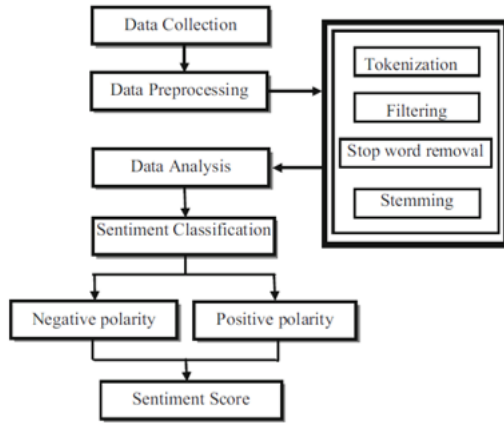 Data Collection
Data Preprocessing
Tokenization
Filtering
Stop word removal
Stemming
Data Analysis
Sentiment Classification
Negative polarity
Positive polarity
Sentiment Score